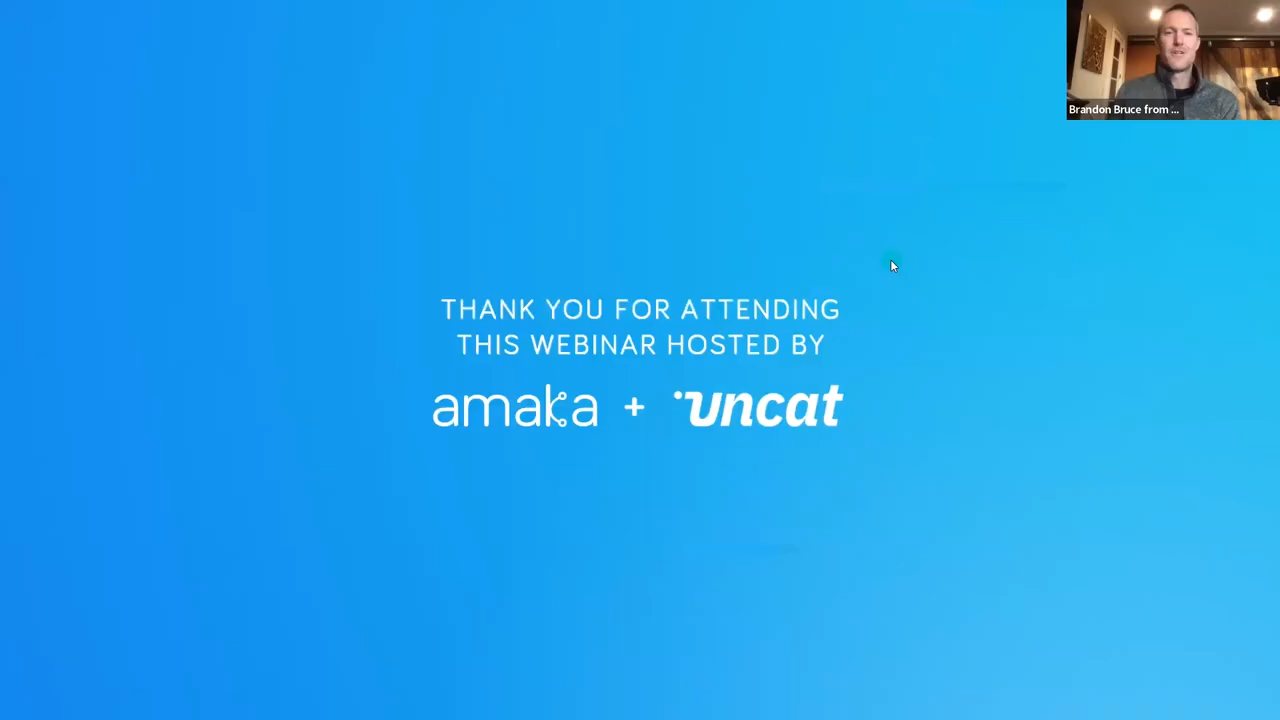 Brandon Bruce from ...
THANK YOU FOR ATTENDING
THIS WEBINAR HOSTED BY
amaka + uncat